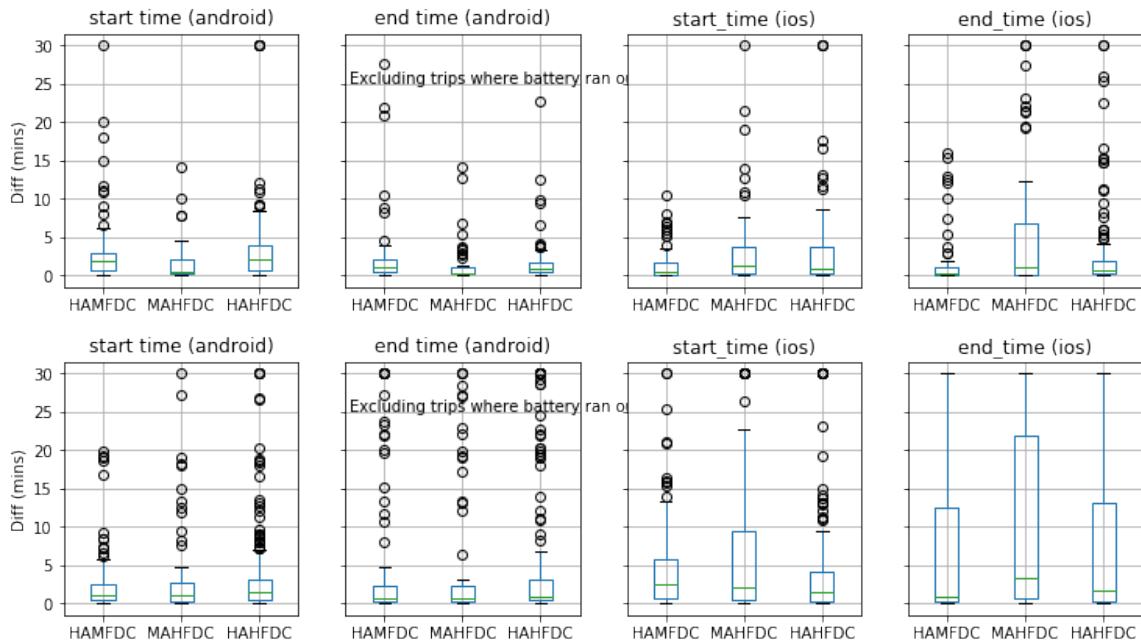 start time (android) end time (android) start_time (ios) end_time (ios)
30
25
20
15
10
5
0
Diff (mins)
Excluding trips where battery ran o
HAMFDC MAHFDC HAHFDC HAMFDC MAHFDC HAHFDC HAMFDC MAHFDC HAHFDC HAMFDC MAHFDC HAHFDC
start time (android) end time (android) start_time (ios) end_time (ios)
30
25
20
15
10
5
0
Diff (mins)
Excluding trips where battery ran o
HAMFDC MAHFDC HAHFDC HAMFDC MAHFDC HAHFDC HAMFDC MAHFDC HAHFDC HAMFDC MAHFDC HAHFDC